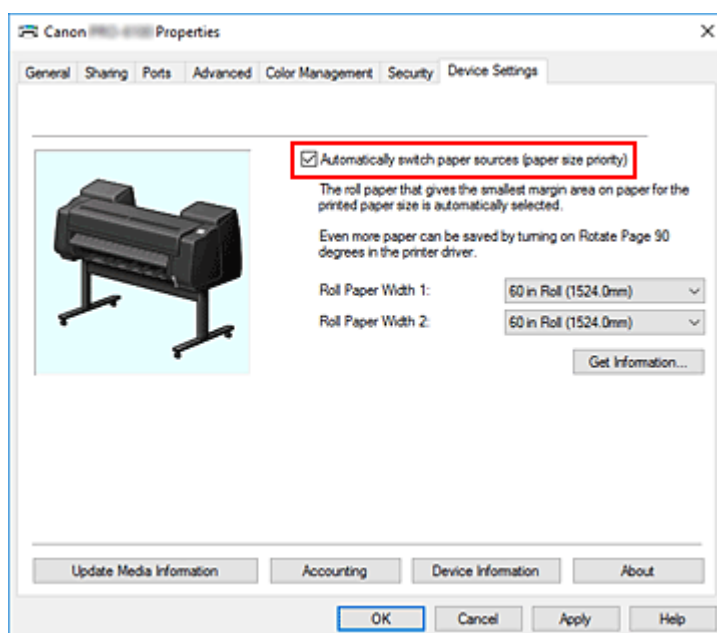 Canon Properties
General Sharing Ports Advanced Color Management Security Device Settings
Automatically switch paper sources (paper size priority)
The roll paper that gives the smallest margin area on paper for the
printed paper size is automatically selected.
Even more paper can be saved by turning on Rotate Page 90
degrees in the printer driver.
Roll Paper Width 1: 60 in Roll (1524.0mm)
Roll Paper Width 2: 60 in Roll (1524.0mm)
Get Information...
Update Media Information Accounting Device Information About
OK Cancel Apply Help